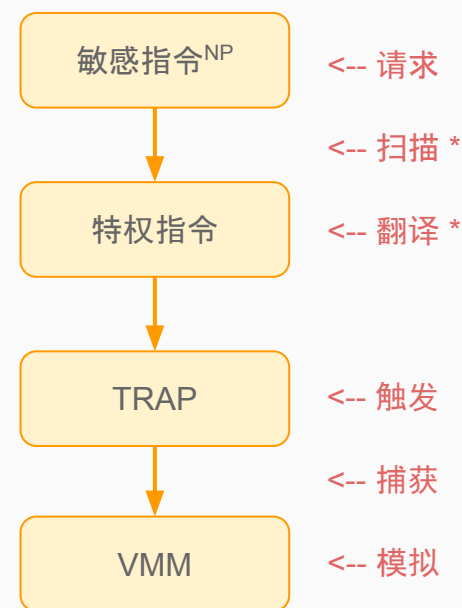 敏感指令NP <-- 请求
<-- 扫描 *
特权指令 <-- 翻译 *
TRAP <-- 触发
<-- 捕获
VMM <-- 模拟